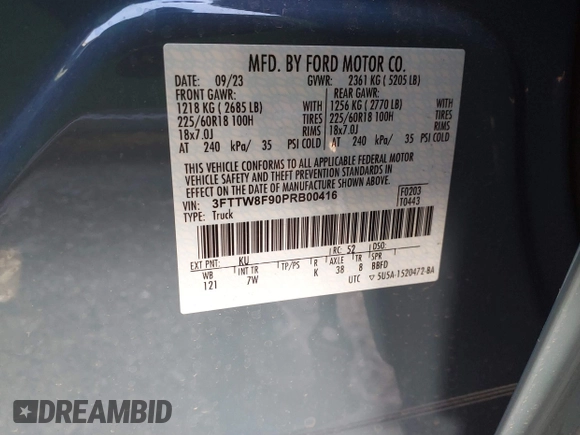 MFD. BY FORD MOTOR CO.
DATE: 09/23 GVWR: 2361 KG ( 5205 LB)
FRONT GAWR: REAR GAWR:
1218 KG ( 2685 LB) WITH 1256 KG ( 2770 LB) WITH
225/60R18 100H TIRES 225/60R18 100H TIRES
18x7.0J RIMS 18x7.0J RIMS
AT 240 kPa/ 35 PSI COLD AT 240 kPa/ 35 PSI COLD
THIS VEHICLE CONFORMS TO ALL APPLICABLE FEDERAL MOTOR
VEHICLE SAFETY AND THEFT PREVENTION STANDARDS IN
EFFECT ON THE DATE OF MANUFACTURE SHOWN ABOVE.
VIN: 3FTTW8F90PRB00416 F0203
TYPE: Truck T0443
EXT PNT: KU RC: 52 DSO:
WB INT TR TP/PS R AXLE TR SPR
121 7W K 38 8 BBFD
UTC ▽ 5U5A-1520472-BA
DREAMBID